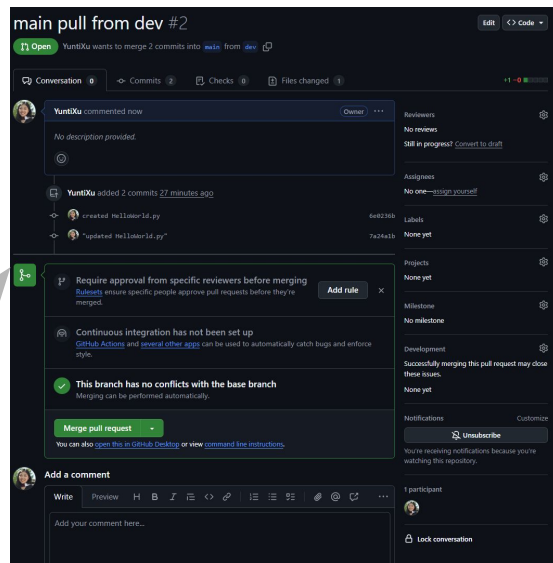 main pull from dev #2
Edit
<> Code
Open
YuntiXu wants to merge 2 commits into main from dev
Conversation 0
Commits 2
Checks 0
Files changed 1
+1 -0
YuntiXu commented now
Owner
No description provided.
YuntiXu added 2 commits 27 minutes ago
created HelloWorld.py
6e0236b
"updated HelloWorld.py"
7a24a1b
Require approval from specific reviewers before merging
Rulesets ensure specific people approve pull requests before they're
merged.
Add rule
Continuous integration has not been set up
GitHub Actions and several other apps can be used to automatically catch bugs and enforce
style.
This branch has no conflicts with the base branch
Merging can be performed automatically.
Merge pull request
You can also open this in GitHub Desktop or view command line instructions.
Add a comment
Write
Preview
Add your comment here...
Reviewers
No reviews
Still in progress? Convert to draft
Assignees
No one—assign yourself
Labels
None yet
Projects
None yet
Milestone
No milestone
Development
Successfully merging this pull request may close
these issues.
None yet
Notifications
Customize
Unsubscribe
You're receiving notifications because you're
watching this repository.
1 participant
Lock conversation